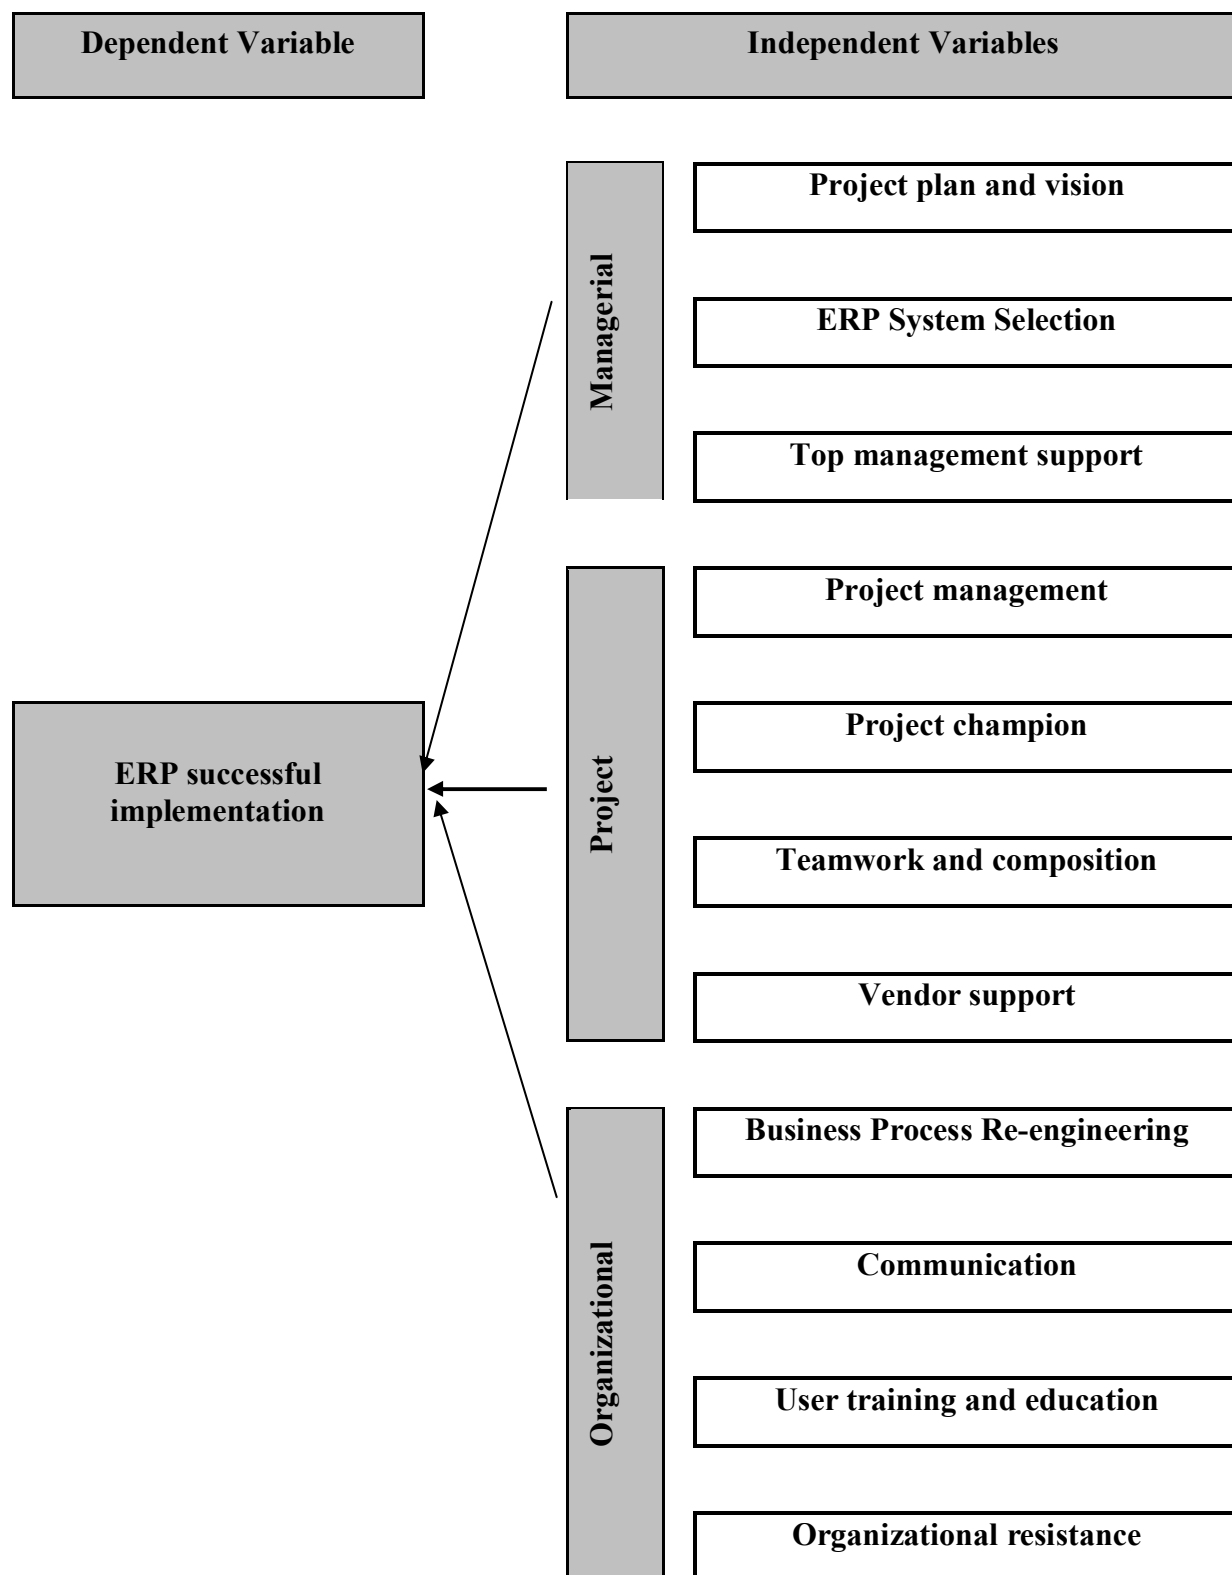 Dependent Variable
Independent Variables
Managerial
Project plan and vision
ERP System Selection
Top management support
Project
Project management
Project champion
Teamwork and composition
Vendor support
ERP successful
implementation
Organizational
Business Process Re-engineering
Communication
User training and education
Organizational resistance